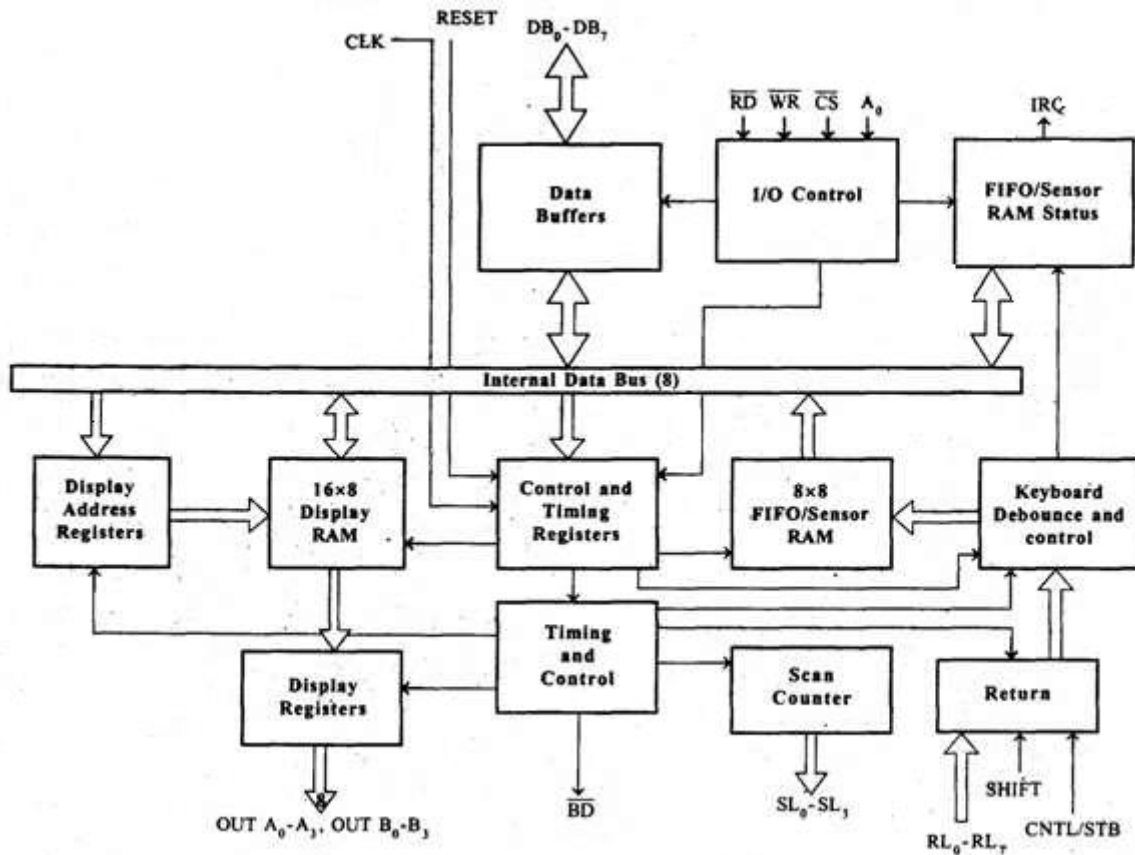 RESET
CLK
DB₀-DB₇
RD WR CS A₀
IRQ
Data
Buffers
I/O Control
FIFO/Sensor
RAM Status
Internal Data Bus (8)
Display
Address
Registers
16×8
Display
RAM
Control and
Timing
Registers
8×8
FIFO/Sensor
RAM
Keyboard
Debounce and
control
Timing
and
Control
Display
Registers
Scan
Counter
Return
8
OUT A₀-A₃, OUT B₀-B₃
BD
SL₀-SL₃
SHIFT
CNTL/STB
RL₀-RL₇